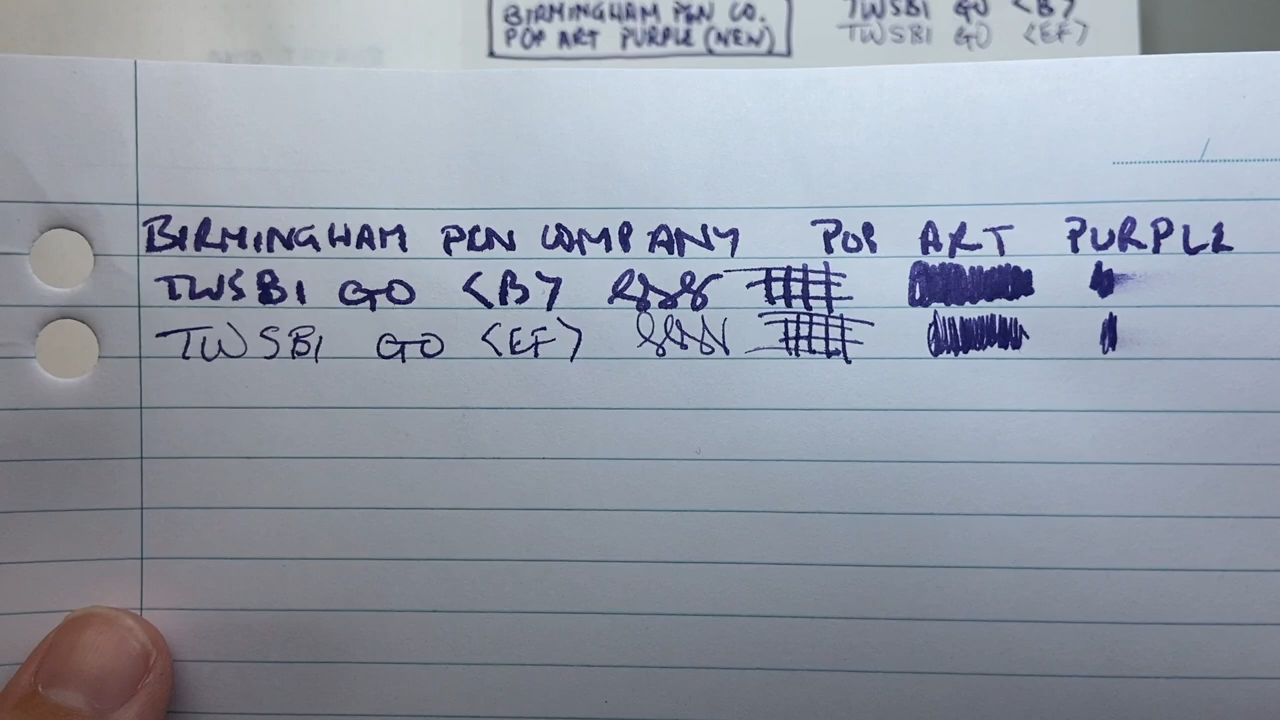 BIRMINGHAM PEN CO. TWSBI GO <B>
POP ART PURPLE (NEN) TWSBI GO <EF>
BIRMINGHAM PEN COMPANY POP ART PURPLE
TWSBI GO <B>
TWSBI GO <EF>